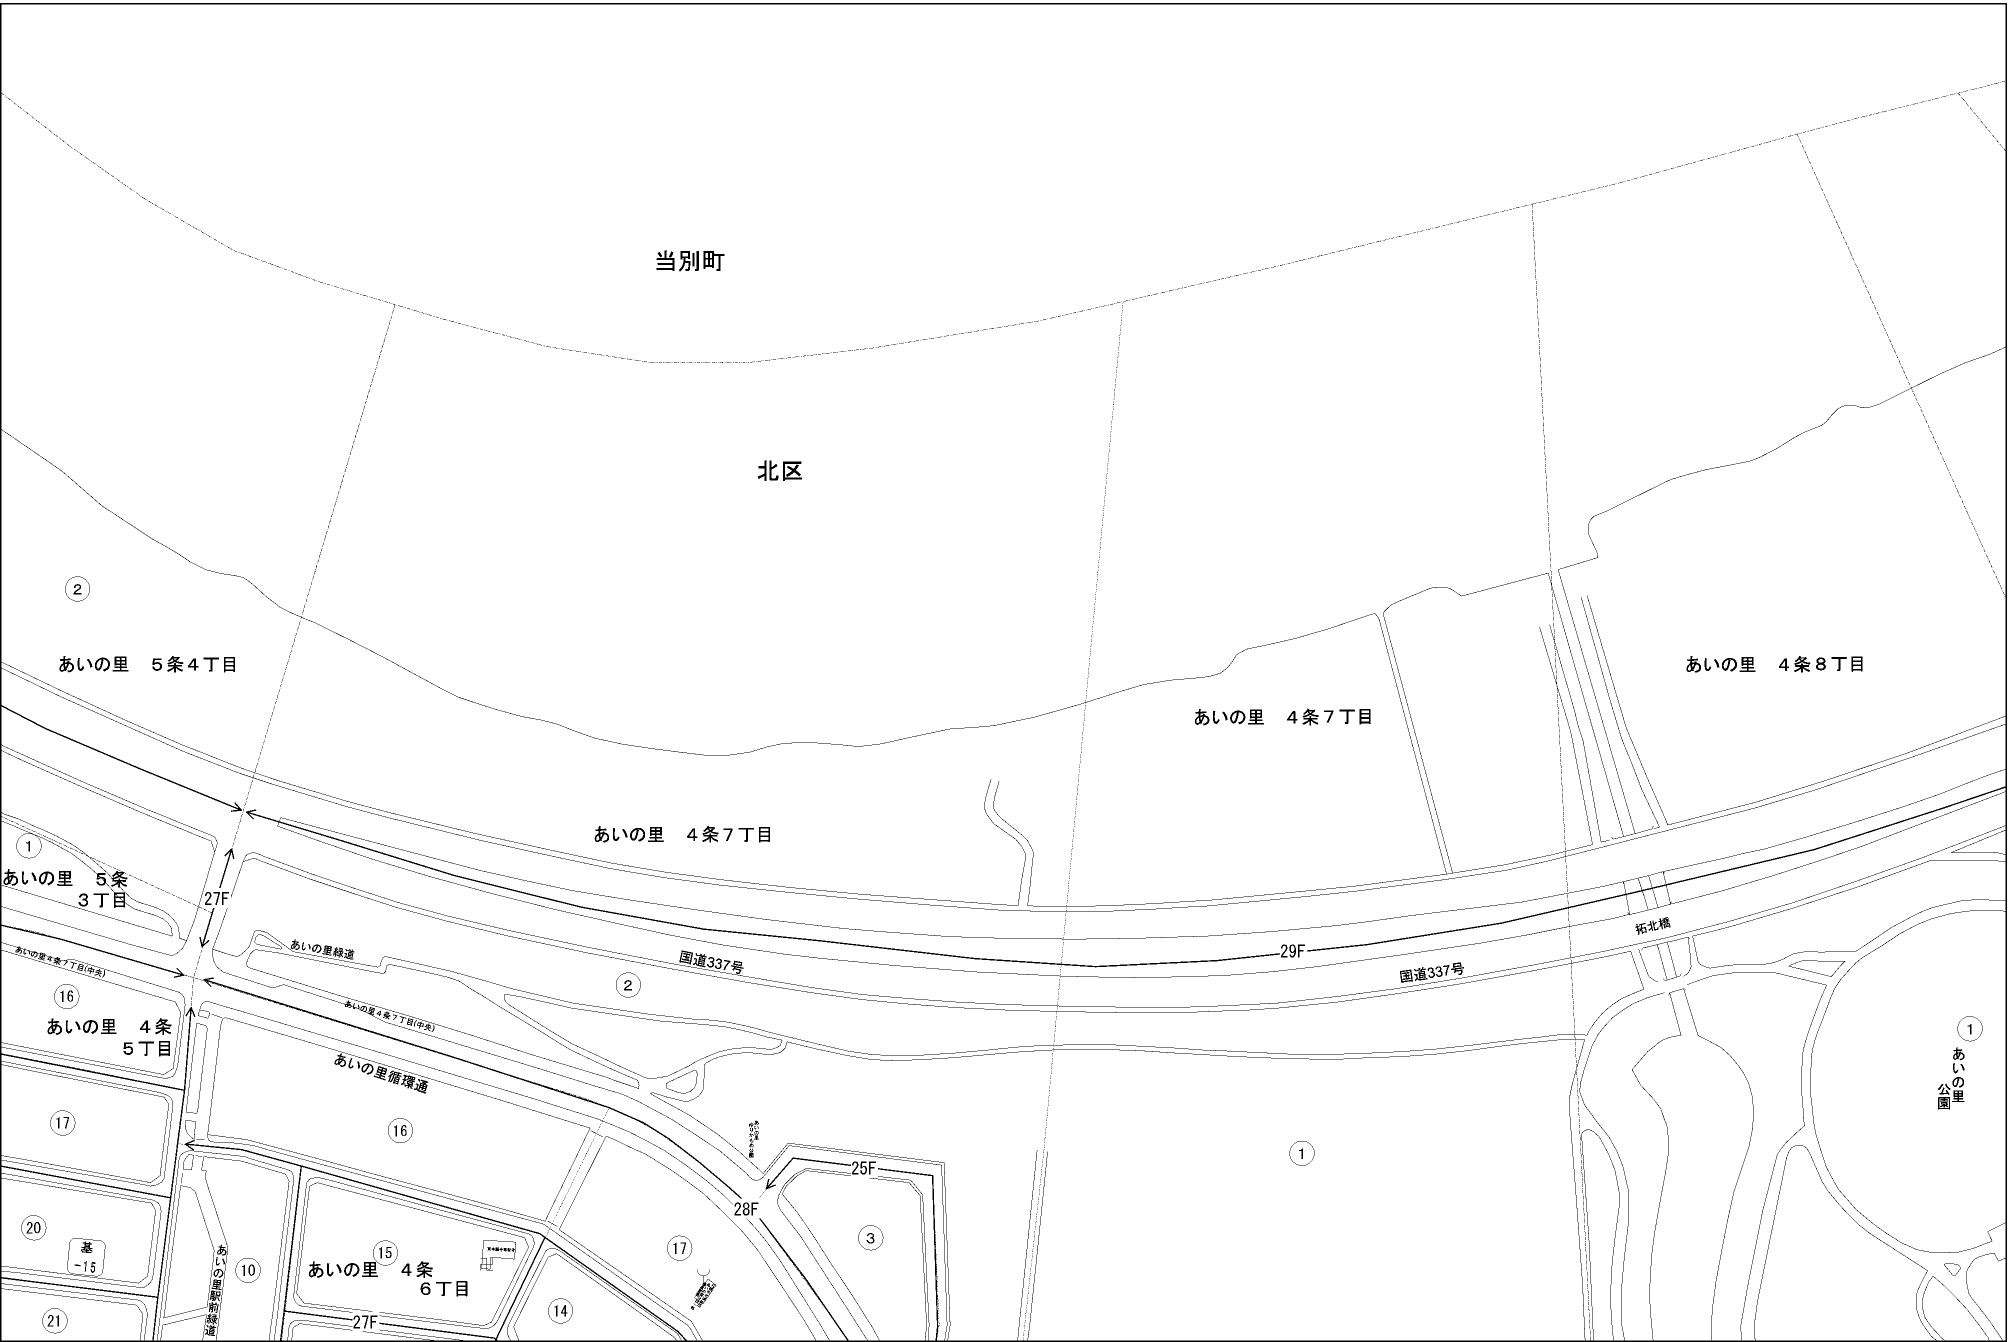 当別町
北区
2
あいの里　５条４丁目
あいの里　４条８丁目
あいの里　４条７丁目
あいの里　４条７丁目
1
あいの里　５条
３丁目
27F
あいの里緑道
国道337号
29F
国道337号
拓北橋
あいの里４条７丁目(中央)
2
16
あいの里４条７丁目(中央)
あいの里　４条
５丁目
1
あいの里
公園
あいの里循環通
17
16
1
25F
28F
20
基
-15
あいの里駅前緑道
10
15
あいの里　４条
６丁目
17
3
14
21
27F